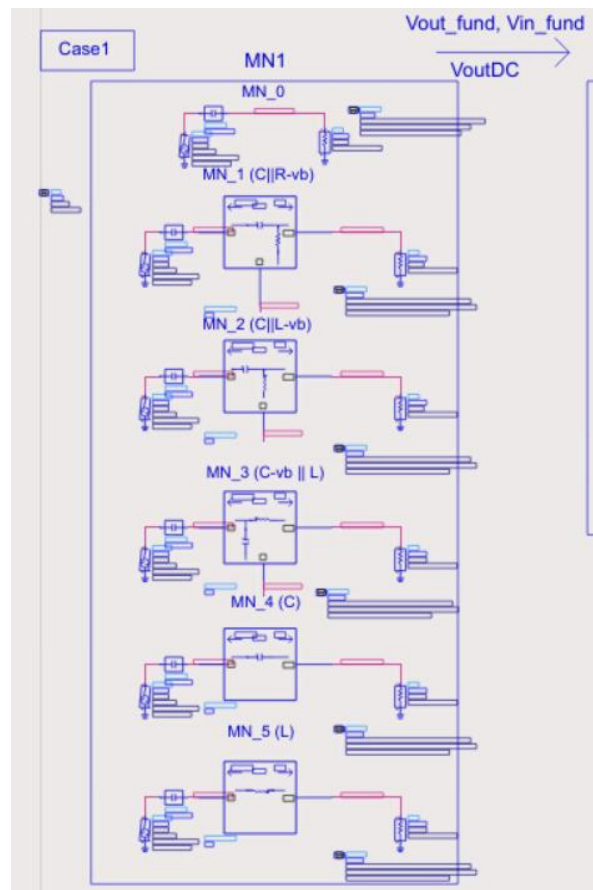 Case1
Vout_fund, Vin_fund
VoutDC
MN1
MN_0
MN_1 (C||R-vb)
MN_2 (C||L-vb)
MN_3 (C-vb || L)
MN_4 (C)
MN_5 (L)